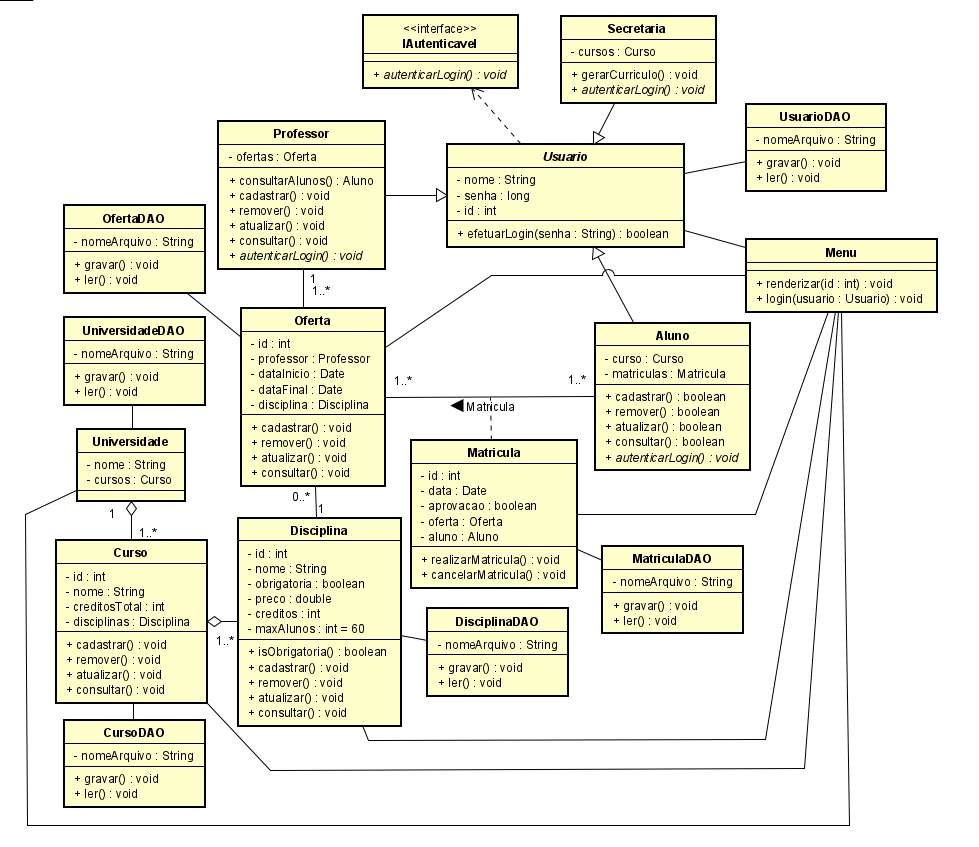 <<interface>>
IAutenticavel
+ autenticarLogin() : void
Secretaria
- cursos : Curso
+ gerarCurriculo() : void
+ autenticarLogin() : void
UsuarioDAO
- nomeArquivo : String
+ gravar() : void
+ ler() : void
Professor
- ofertas : Oferta
+ consultarAlunos() : Aluno
+ cadastrar() : void
+ remover() : void
+ atualizar() : void
+ consultar() : void
+ autenticarLogin() : void
Usuario
- nome : String
- senha : long
- id : int
+ efetuarLogin(senha : String) : boolean
OfertaDAO
- nomeArquivo : String
+ gravar() : void
+ ler() : void
Menu
+ renderizar(id : int) : void
+ login(usuario : Usuario) : void
1
1..*
Oferta
- id : int
- professor : Professor
- dataInicio : Date
- dataFinal : Date
- disciplina : Disciplina
+ cadastrar() : void
+ remover() : void
+ atualizar() : void
+ consultar() : void
UniversidadeDAO
- nomeArquivo : String
+ gravar() : void
+ ler() : void
Aluno
- curso : Curso
- matriculas : Matricula
+ cadastrar() : boolean
+ remover() : boolean
+ atualizar() : boolean
+ consultar() : boolean
+ autenticarLogin() : void
1..*
1..*
Matricula
Universidade
- nome : String
- cursos : Curso
Matricula
- id : int
- data : Date
- aprovacao : boolean
- oferta : Oferta
- aluno : Aluno
+ realizarMatricula() : void
+ cancelarMatricula() : void
0..*
1
1
1..*
Disciplina
- id : int
- nome : String
- obrigatoria : boolean
- preco : double
- creditos : int
- maxAlunos : int = 60
+ isObrigatoria() : boolean
+ cadastrar() : void
+ remover() : void
+ atualizar() : void
+ consultar() : void
Curso
- id : int
- nome : String
- creditosTotal : int
- disciplinas : Disciplina
+ cadastrar() : void
+ remover() : void
+ atualizar() : void
+ consultar() : void
1..*
MatriculaDAO
- nomeArquivo : String
+ gravar() : void
+ ler() : void
DisciplinaDAO
- nomeArquivo : String
+ gravar() : void
+ ler() : void
CursoDAO
- nomeArquivo : String
+ gravar() : void
+ ler() : void